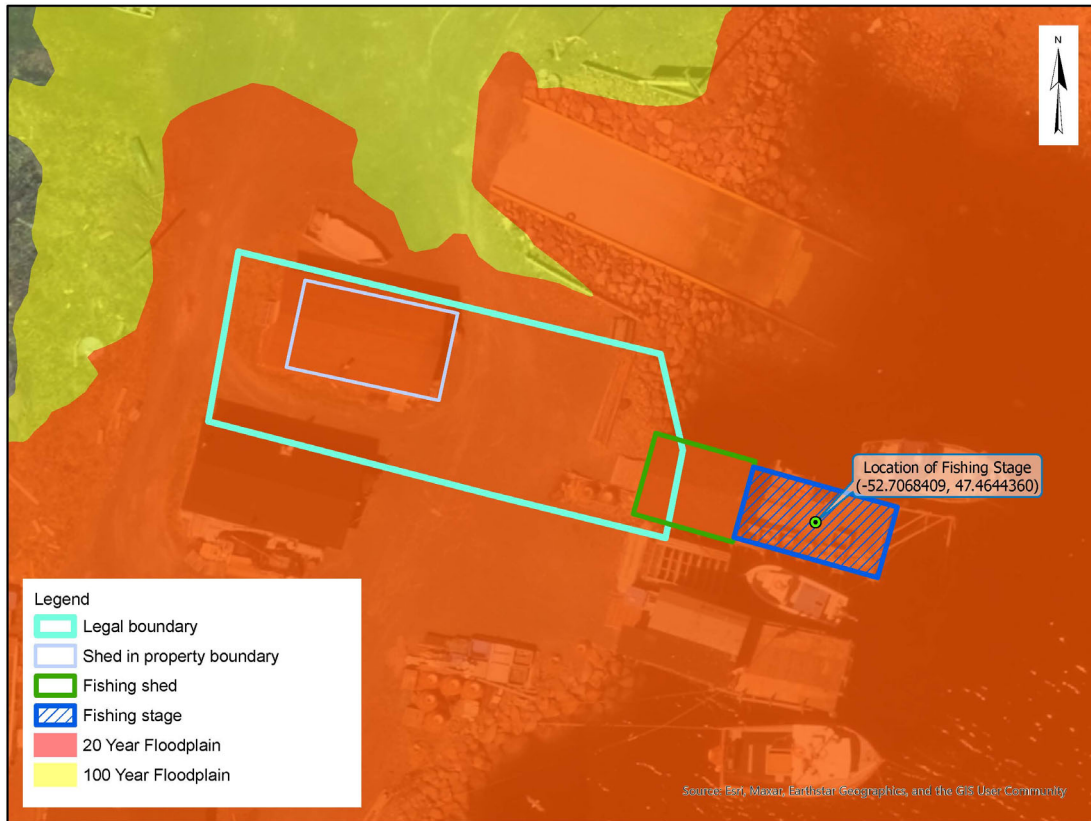 N
Location of Fishing Stage
(-52.7068409, 47.4644360)
Legend
Legal boundary
Shed in property boundary
Fishing shed
Fishing stage
20 Year Floodplain
100 Year Floodplain
Source: Esri, Maxar, Earthstar Geographics, and the GIS User Community